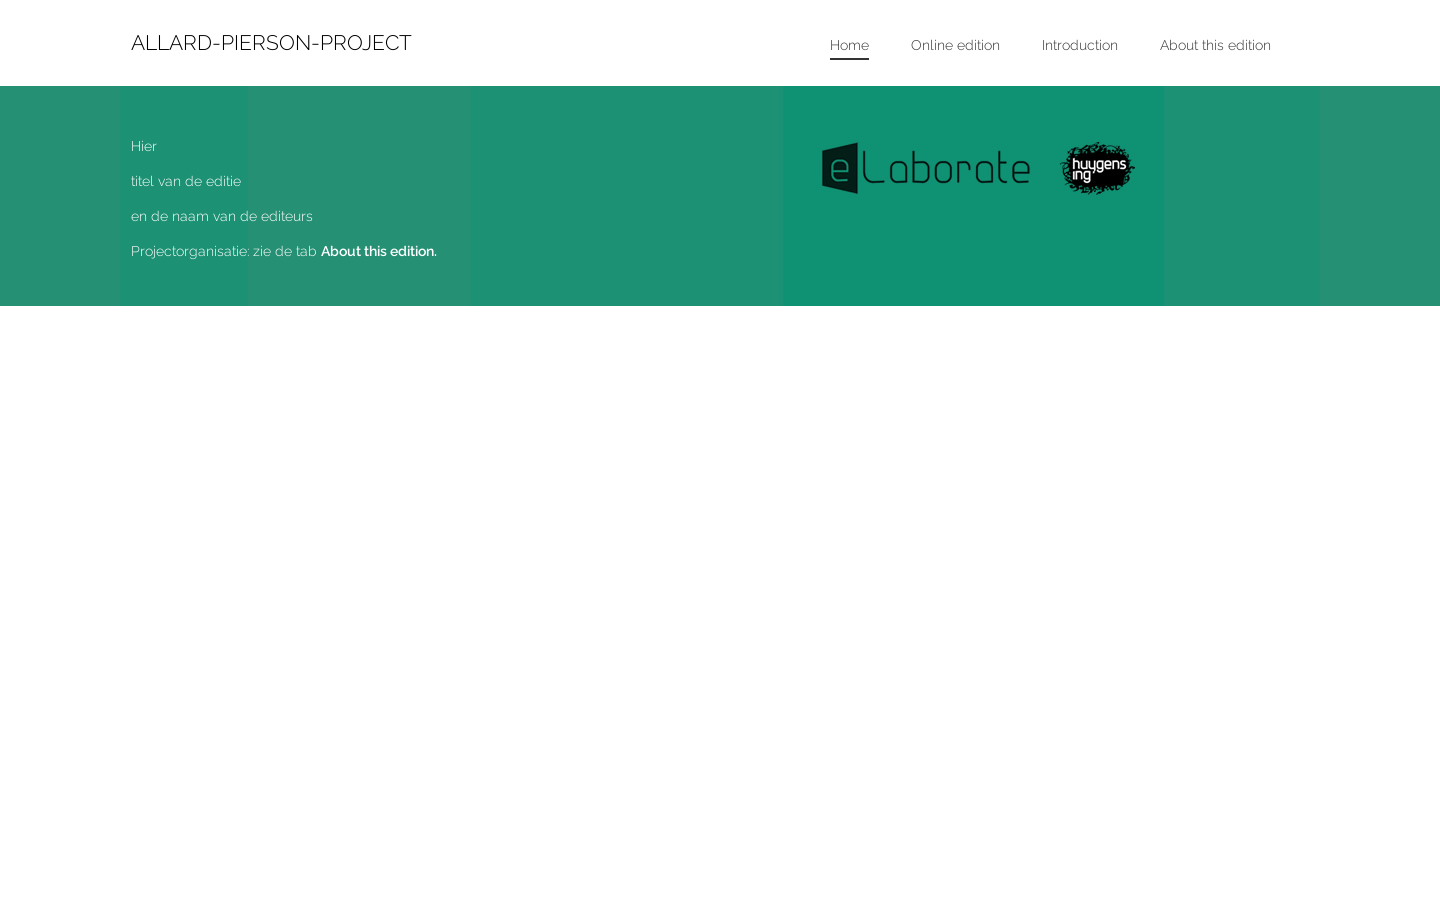 ALLARD-PIERSON-PROJECT
Home
Online edition
Introduction
About this edition
Hier
titel van de editie
en de naam van de editeurs
Projectorganisatie: zie de tab About this edition.
eLaborate
huygens
ing